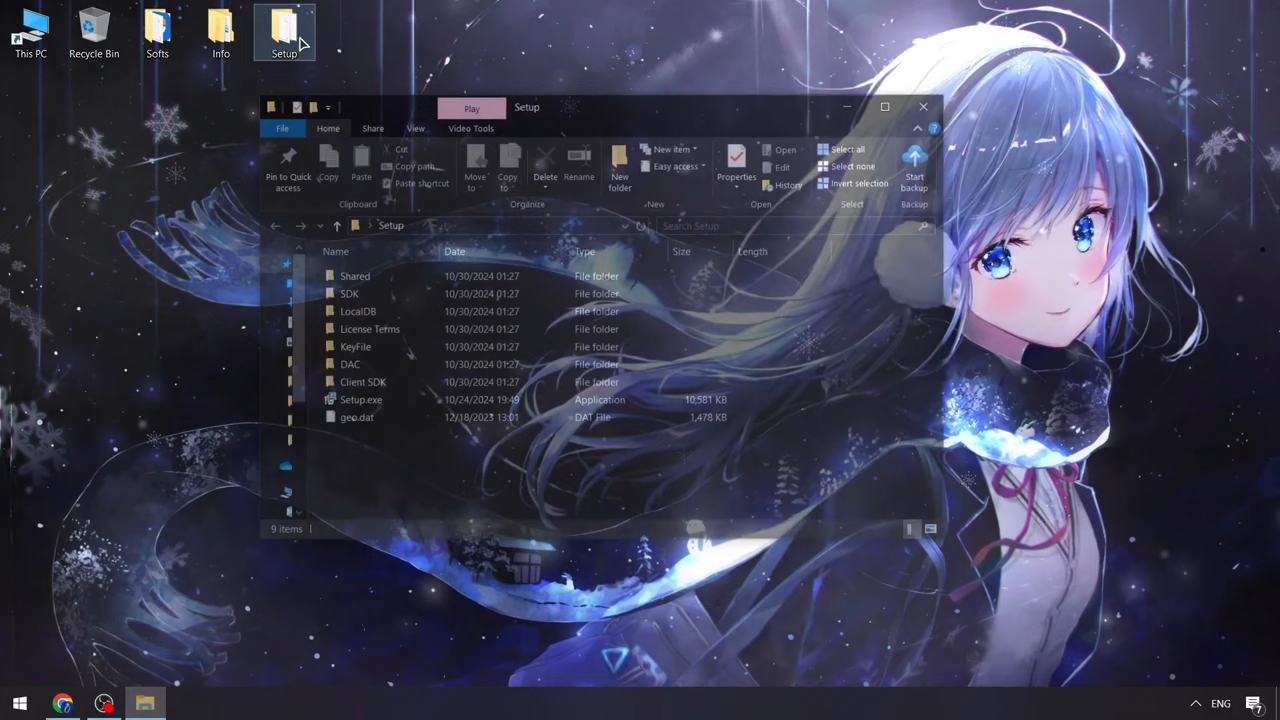 This PC
Recycle Bin
Softs
Info
Setup
Play
Setup
File
Home
Share
View
Video Tools
Pin to Quick access
Copy
Paste
Cut
Copy path
Paste shortcut
Clipboard
Move to
Copy to
Delete
Rename
Organize
New folder
New item
Easy access
New
Properties
Open
Edit
History
Open
Select all
Select none
Invert selection
Select
Start backup
Backup
Setup
Search Setup
Name Date Type Size Length
Shared 10/30/2024 01:27 File folder
SDK 10/30/2024 01:27 File folder
LocalDB 10/30/2024 01:27 File folder
License Terms 10/30/2024 01:27 File folder
KeyFile 10/30/2024 01:27 File folder
DAC 10/30/2024 01:27 File folder
Client SDK 10/30/2024 01:27 File folder
Setup.exe 10/24/2024 19:49 Application 10,581 KB
geo.dat 12/18/2023 13:01 DAT File 1,478 KB
9 items
ENG
7